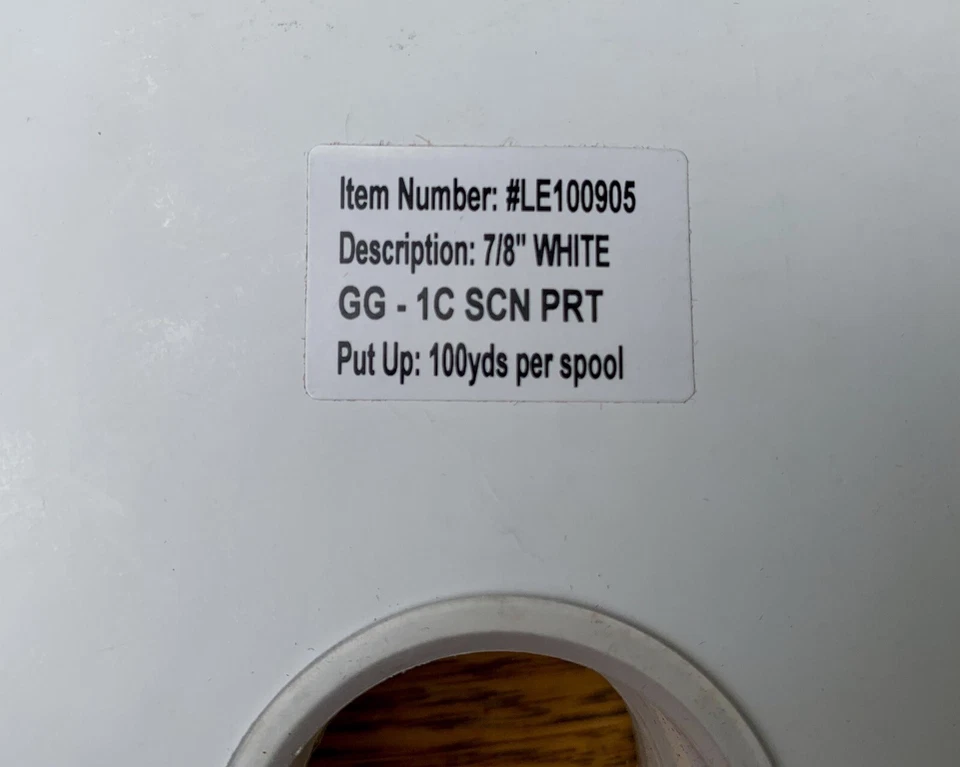 Item Number: #LE100905
Description: 7/8" WHITE
GG - 1C SCN PRT
Put Up: 100yds per spool